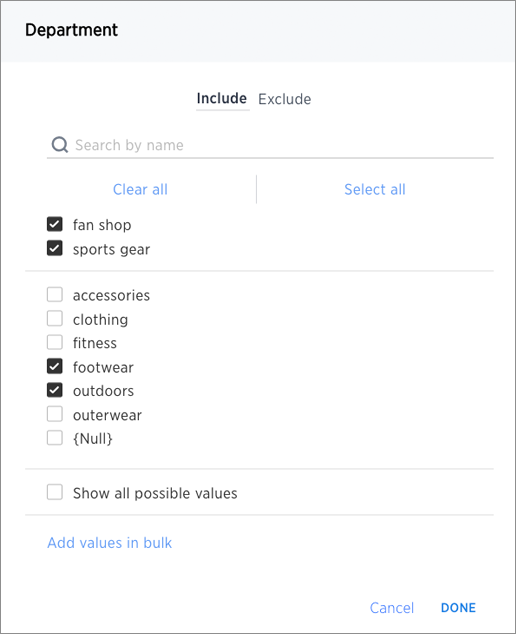 Department
Include Exclude
Search by name
Clear all Select all
fan shop
sports gear
accessories
clothing
fitness
footwear
outdoors
outerwear
{Null}
Show all possible values
Add values in bulk
Cancel DONE